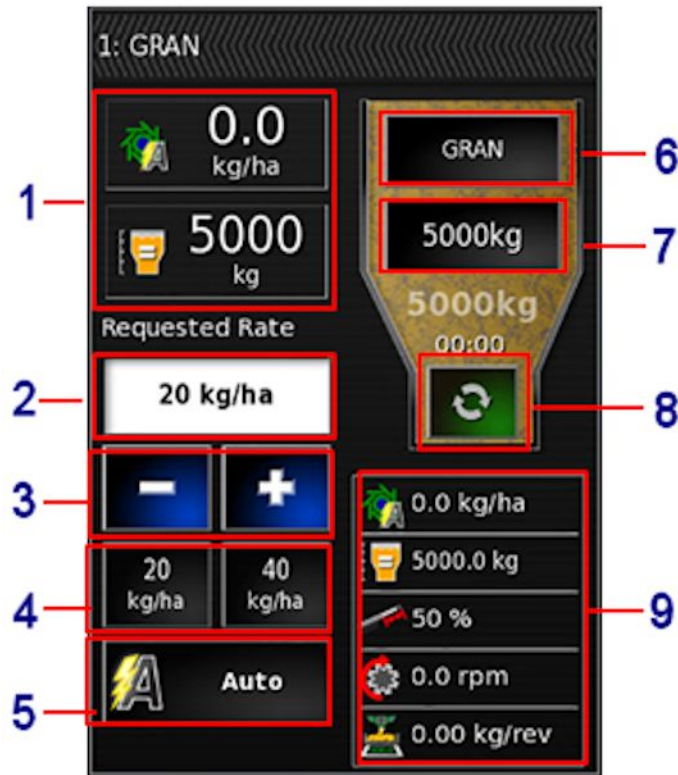 1: GRAN
1
0.0
kg/ha
5000
kg
Requested Rate
2
20 kg/ha
3
4
20
kg/ha
40
kg/ha
5
A
Auto
GRAN
6
5000kg
7
5000kg
00:00
8
9
0.0 kg/ha
5000.0 kg
50 %
0.0 rpm
0.00 kg/rev